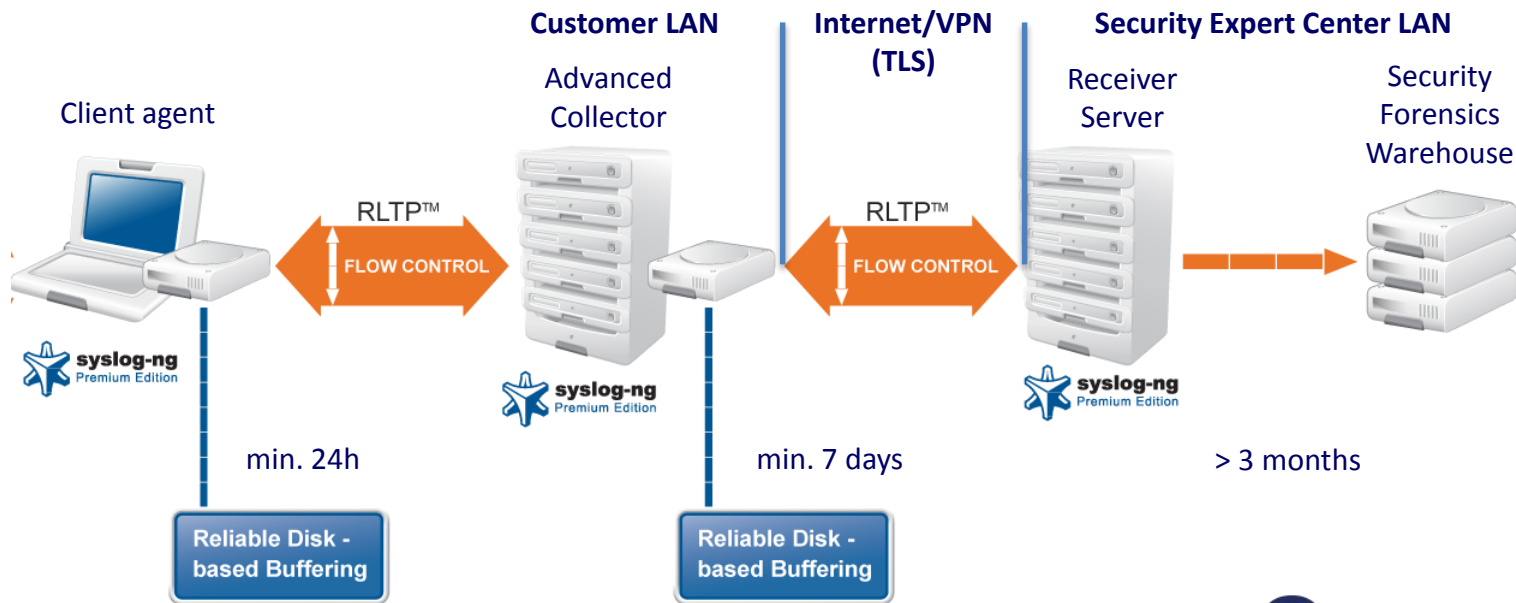 Customer LAN
Internet/VPN
(TLS)
Security Expert Center LAN
Client agent
Advanced
Collector
Receiver
Server
Security
Forensics
Warehouse
RLTP™
FLOW CONTROL
RLTP™
FLOW CONTROL
syslog-ng
Premium Edition
syslog-ng
Premium Edition
syslog-ng
Premium Edition
min. 24h
min. 7 days
> 3 months
Reliable Disk -
based Buffering
Reliable Disk -
based Buffering